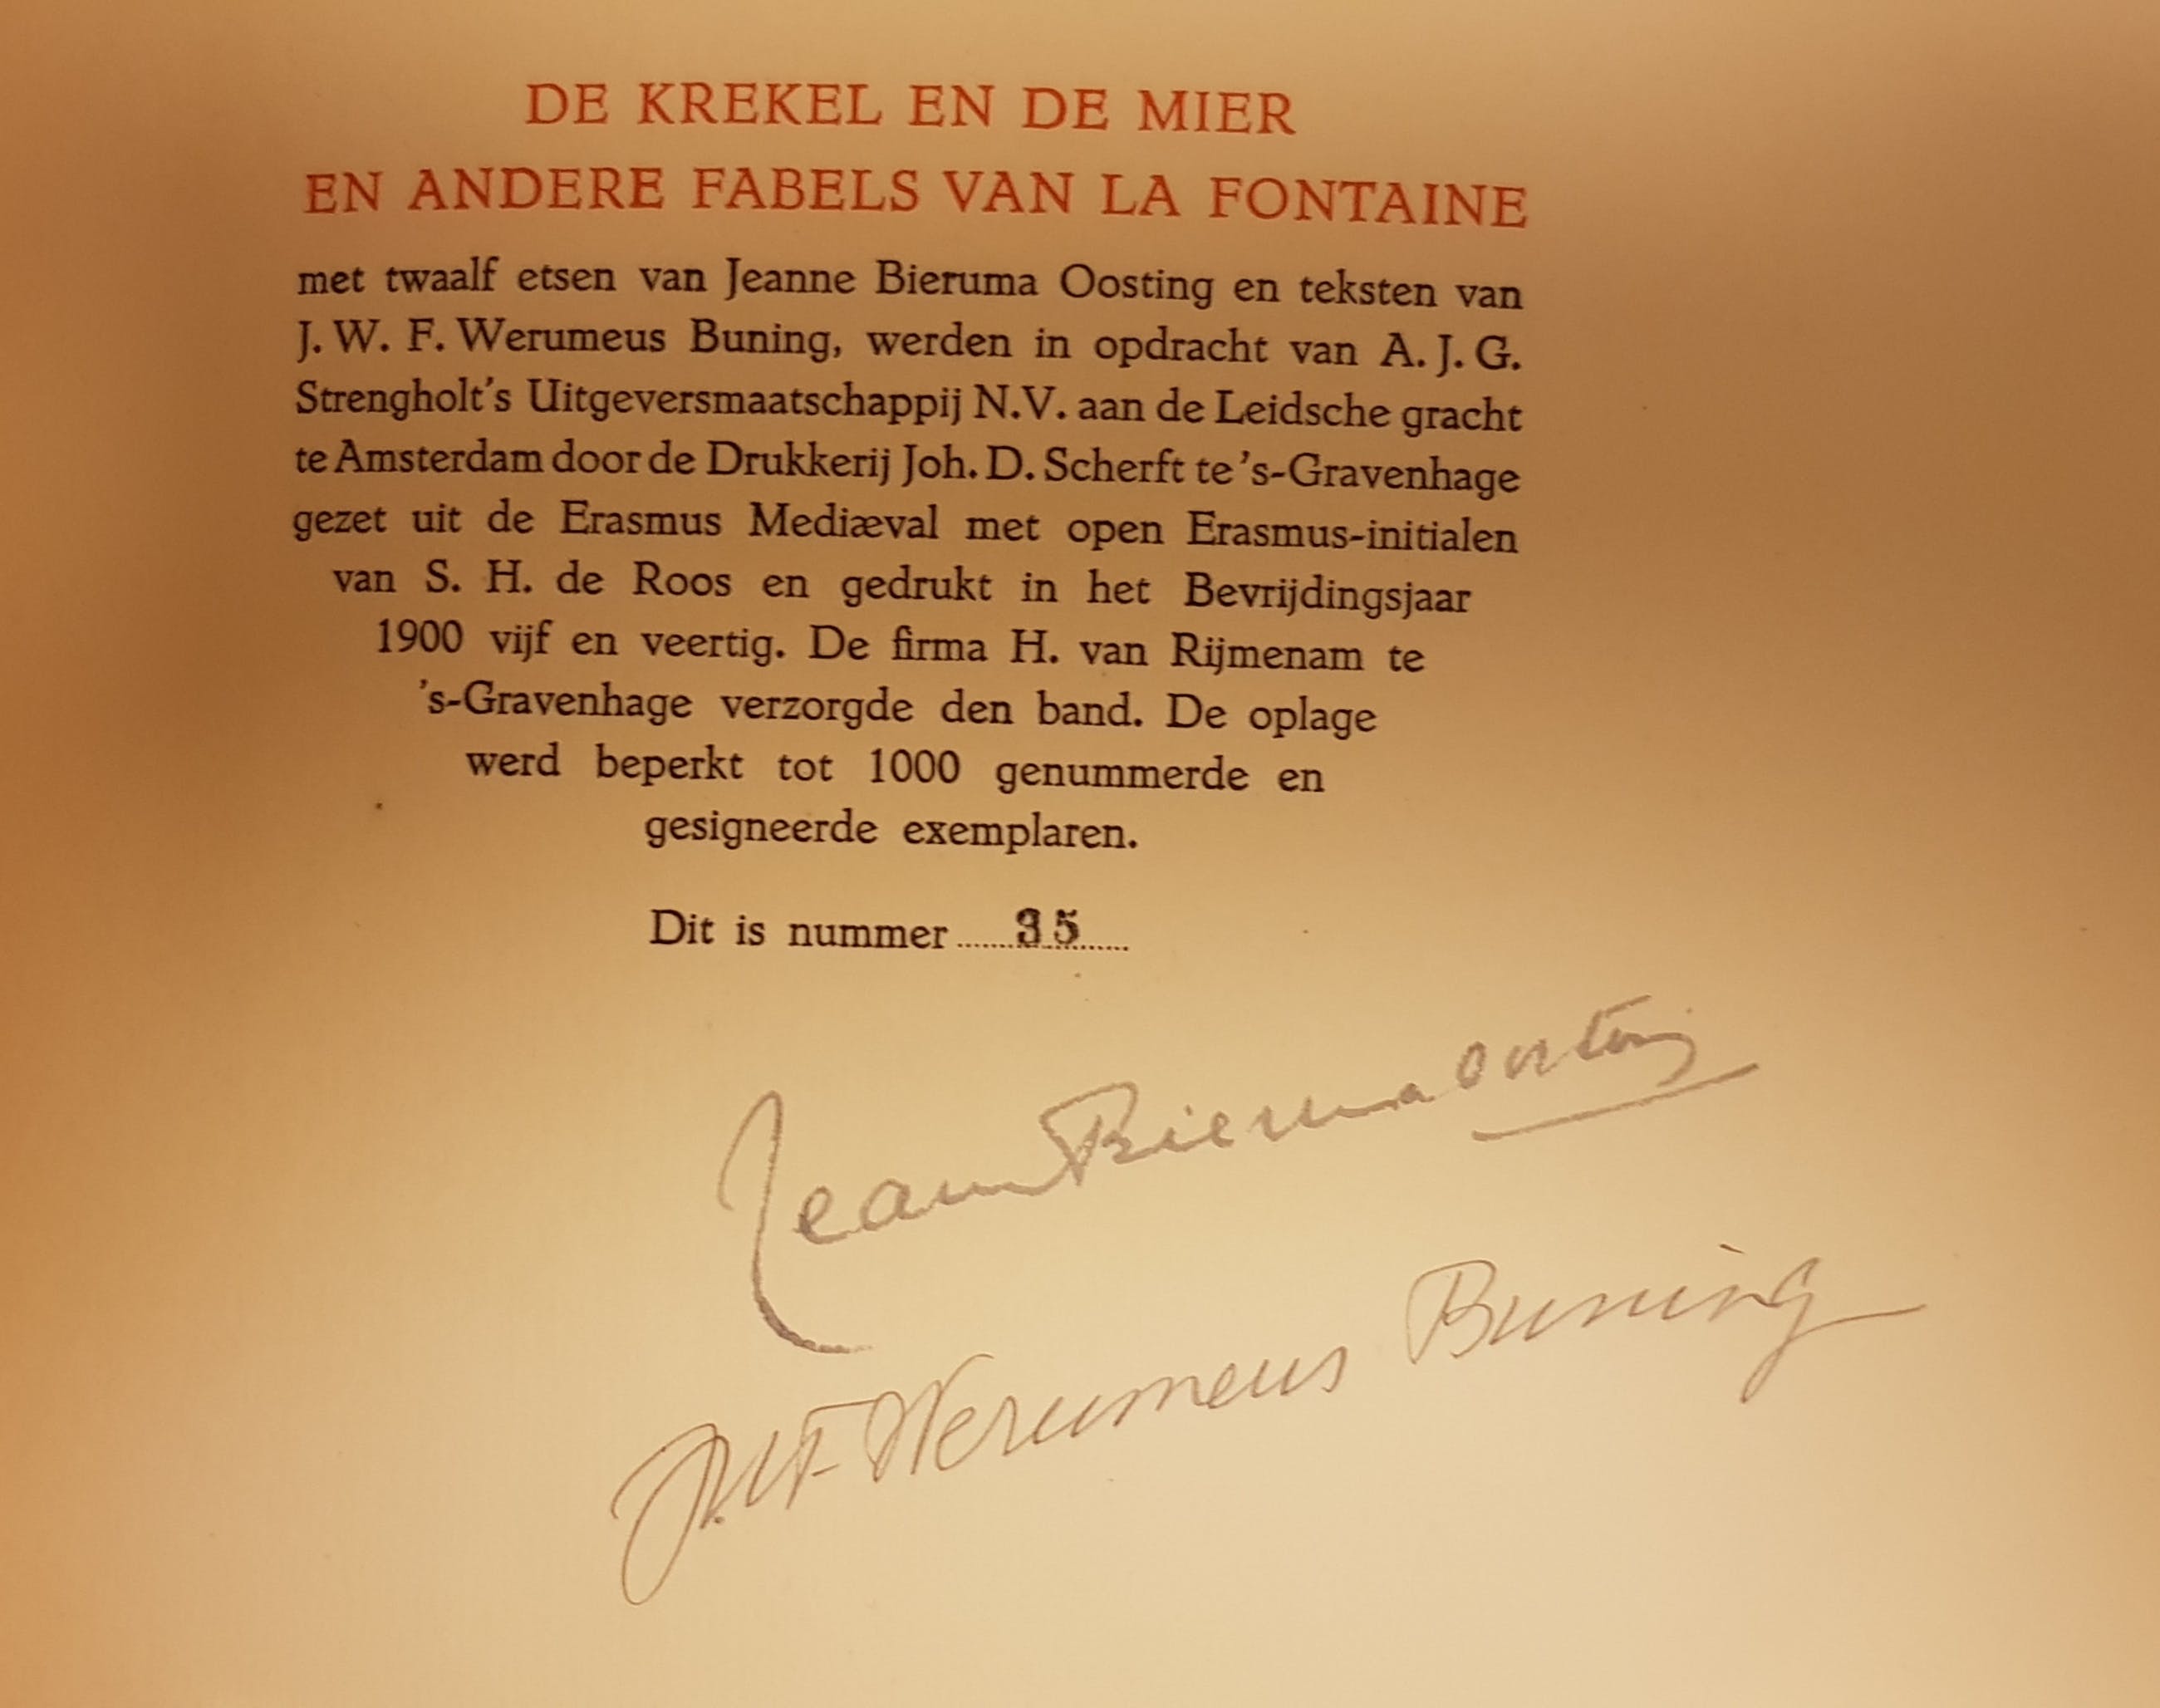 DE KREKEL EN DE MIER
EN ANDERE FABELS VAN LA FONTAINE
met twaalf etsen van Jeanne Bieruma Oosting en teksten van
J. W. F. Werumeus Buning, werden in opdracht van A. J. G.
Strengholt's Uitgeversmaatschappij N.V. aan de Leidsche gracht
te Amsterdam door de Drukkerij Joh. D. Scherft te 's-Gravenhage
gezet uit de Erasmus Mediæval met open Erasmus-initialen
van S. H. de Roos en gedrukt in het Bevrijdingsjaar
1900 vijf en veertig. De firma H. van Rijmenam te
's-Gravenhage verzorgde den band. De oplage
werd beperkt tot 1000 genummerde en
gesigneerde exemplaren.
Dit is nummer ...... 35 ......
Jeanne Bieruma Oosting
J.W.F. Werumeus Buning